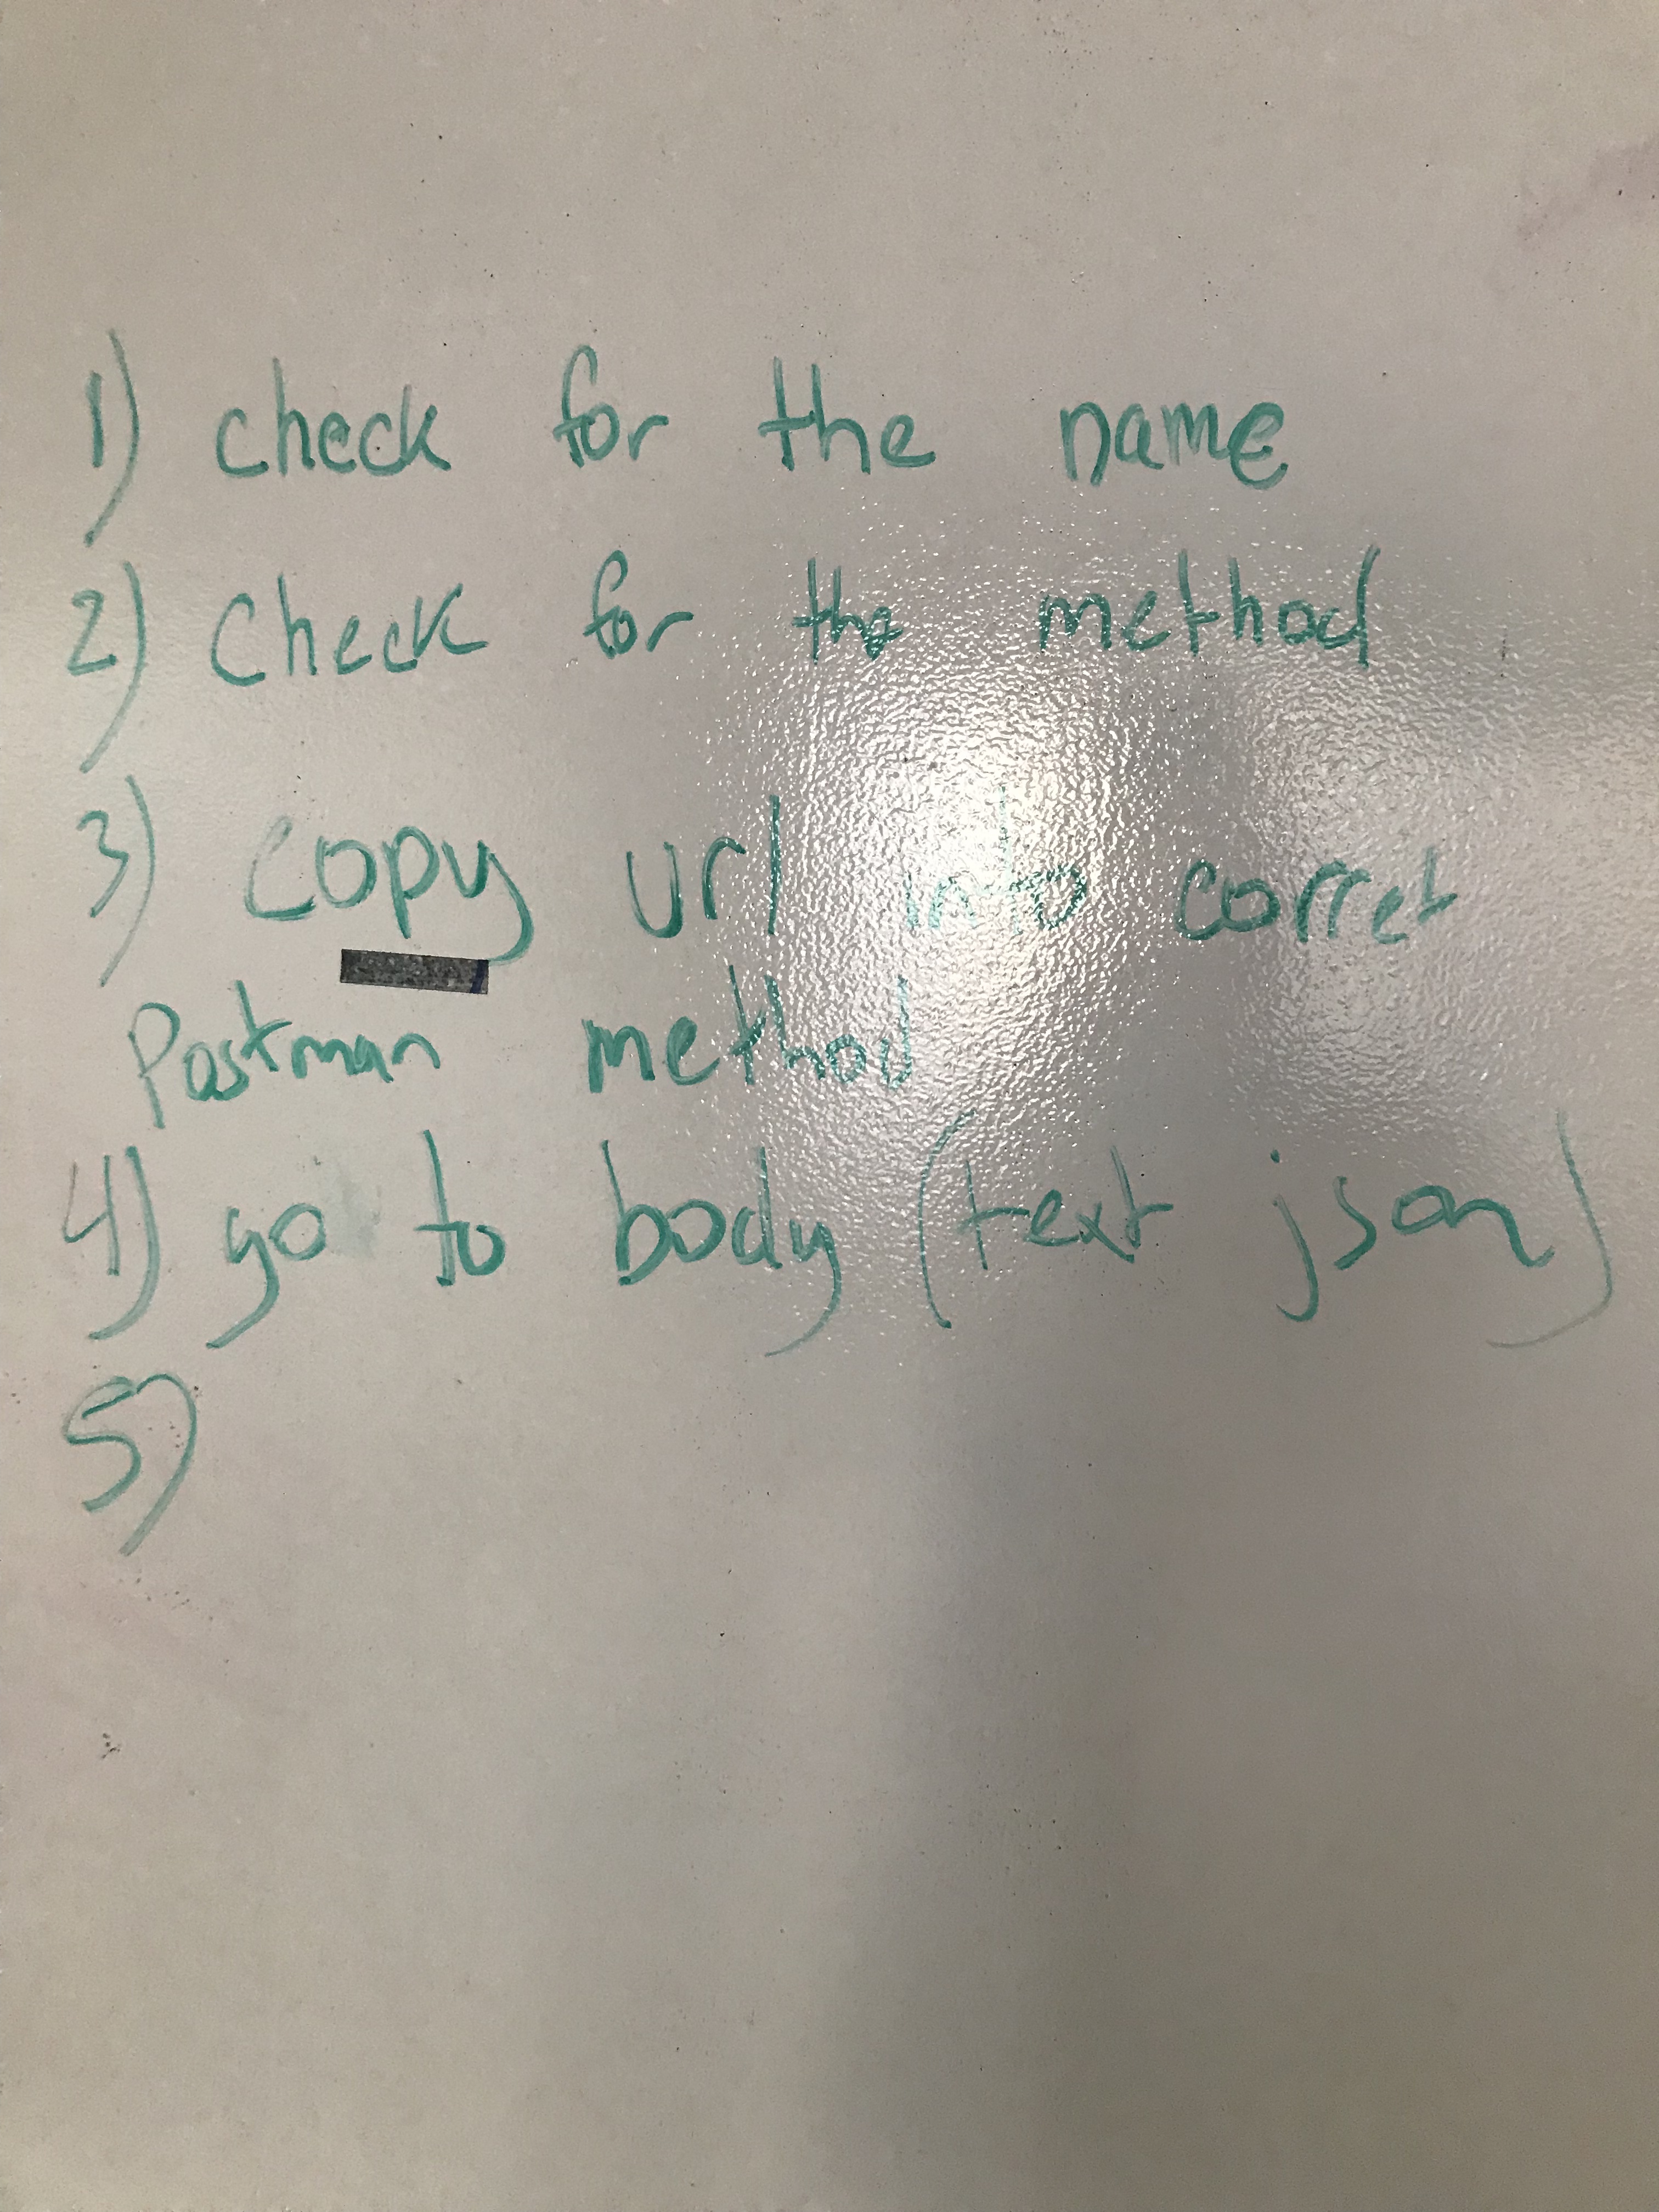 1) check for the name
2) check for the method
3) copy url into corret
Postman method
4) go to body (text json)
5)